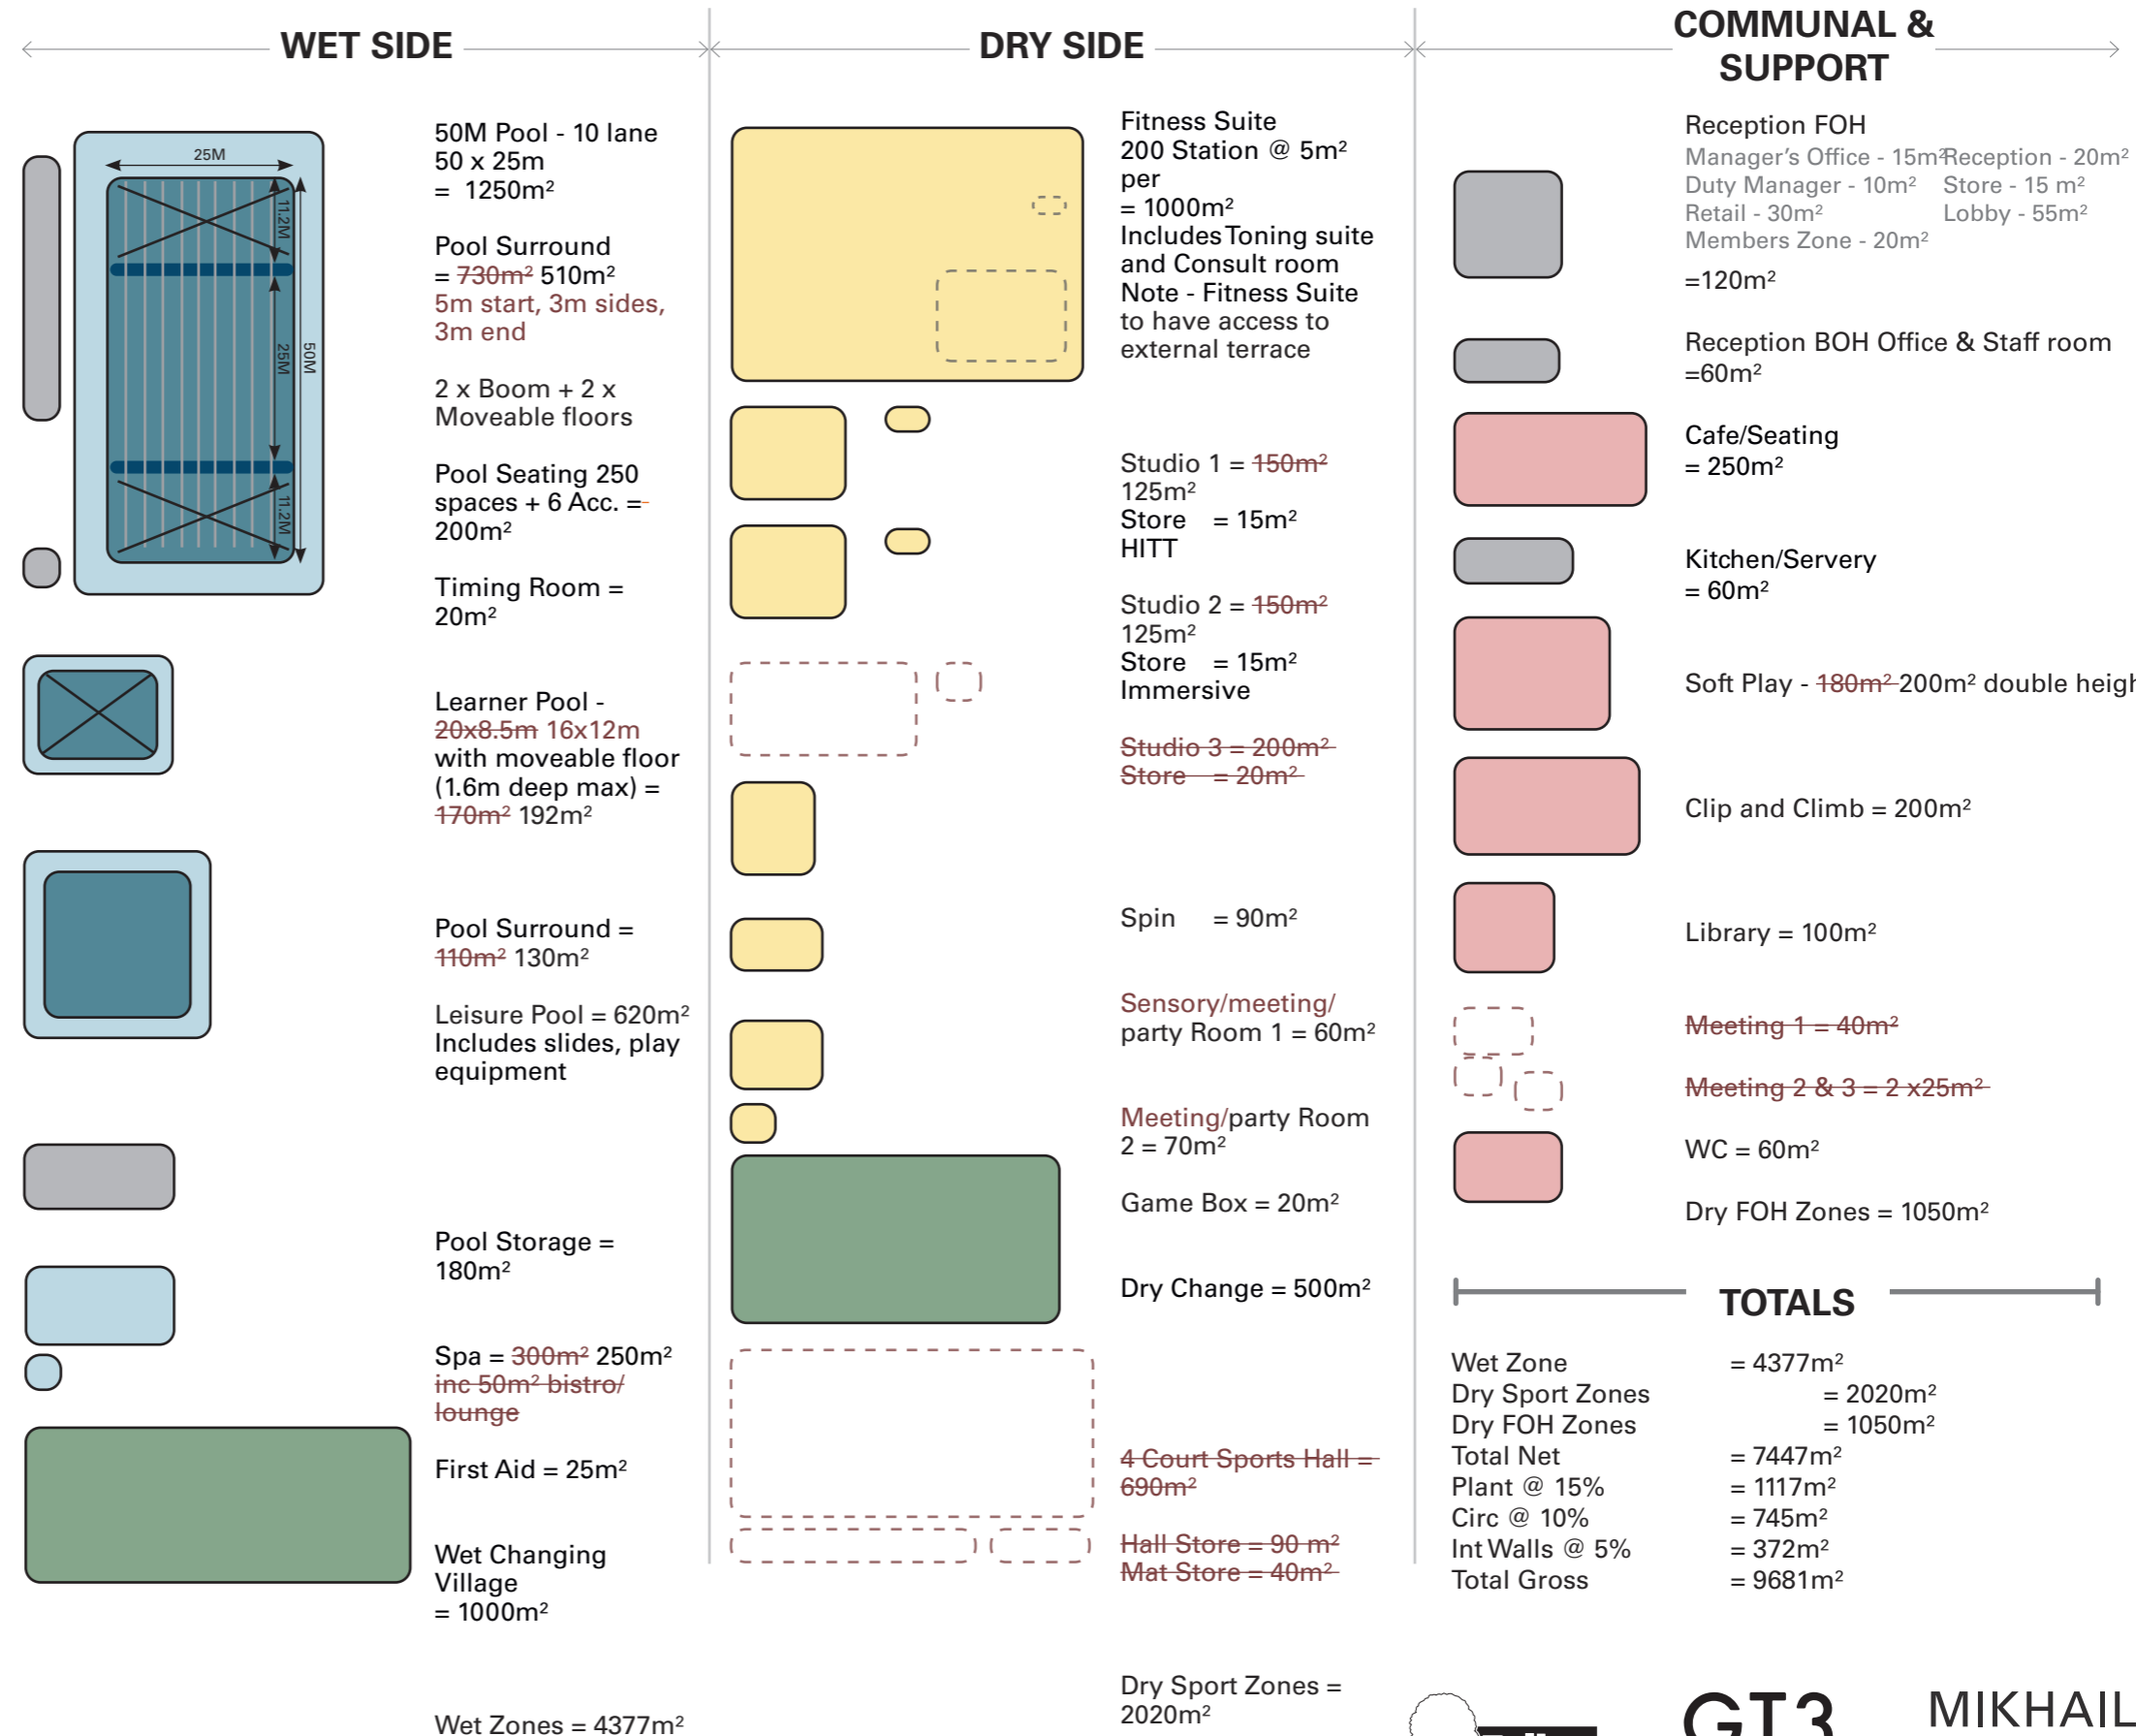 WET SIDE
25M
11.2M
25M
50M
11.2M
50M Pool - 10 lane
50 x 25m
= 1250m²
Pool Surround
= 730m² 510m²
5m start, 3m sides,
3m end
2 x Boom + 2 x
Moveable floors
Pool Seating 250
spaces + 6 Acc. =-
200m²
Timing Room =
20m²
Learner Pool -
20x8.5m 16x12m
with moveable floor
(1.6m deep max) =
170m² 192m²
Pool Surround =
110m² 130m²
Leisure Pool = 620m²
Includes slides, play
equipment
Pool Storage =
180m²
Spa = 300m² 250m²
inc 50m² bistro/
lounge
First Aid = 25m²
Wet Changing
Village
= 1000m²
Wet Zones = 4377m²
DRY SIDE
Fitness Suite
200 Station @ 5m²
per
= 1000m²
Includes Toning suite
and Consult room
Note - Fitness Suite
to have access to
external terrace
Studio 1 = 150m²
125m²
Store = 15m²
HITT
Studio 2 = 150m²
125m²
Store = 15m²
Immersive
Studio 3 = 200m²
Store = 20m²
Spin = 90m²
Sensory/meeting/
party Room 1 = 60m²
Meeting/party Room
2 = 70m²
Game Box = 20m²
Dry Change = 500m²
4 Court Sports Hall =
690m²
Hall Store = 90 m²
Mat Store = 40m²
Dry Sport Zones =
2020m²
COMMUNAL &
SUPPORT
Reception FOH
Manager's Office - 15m² Reception - 20m²
Duty Manager - 10m² Store - 15 m²
Retail - 30m² Lobby - 55m²
Members Zone - 20m²
=120m²
Reception BOH Office & Staff room
=60m²
Cafe/Seating
= 250m²
Kitchen/Servery
= 60m²
Soft Play - 180m² 200m² double heigh
Clip and Climb = 200m²
Library = 100m²
Meeting 1 = 40m²
Meeting 2 & 3 = 2 x25m²
WC = 60m²
Dry FOH Zones = 1050m²
TOTALS
Wet Zone = 4377m²
Dry Sport Zones = 2020m²
Dry FOH Zones = 1050m²
Total Net = 7447m²
Plant @ 15% = 1117m²
Circ @ 10% = 745m²
Int Walls @ 5% = 372m²
Total Gross = 9681m²
GT3
MIKHAIL